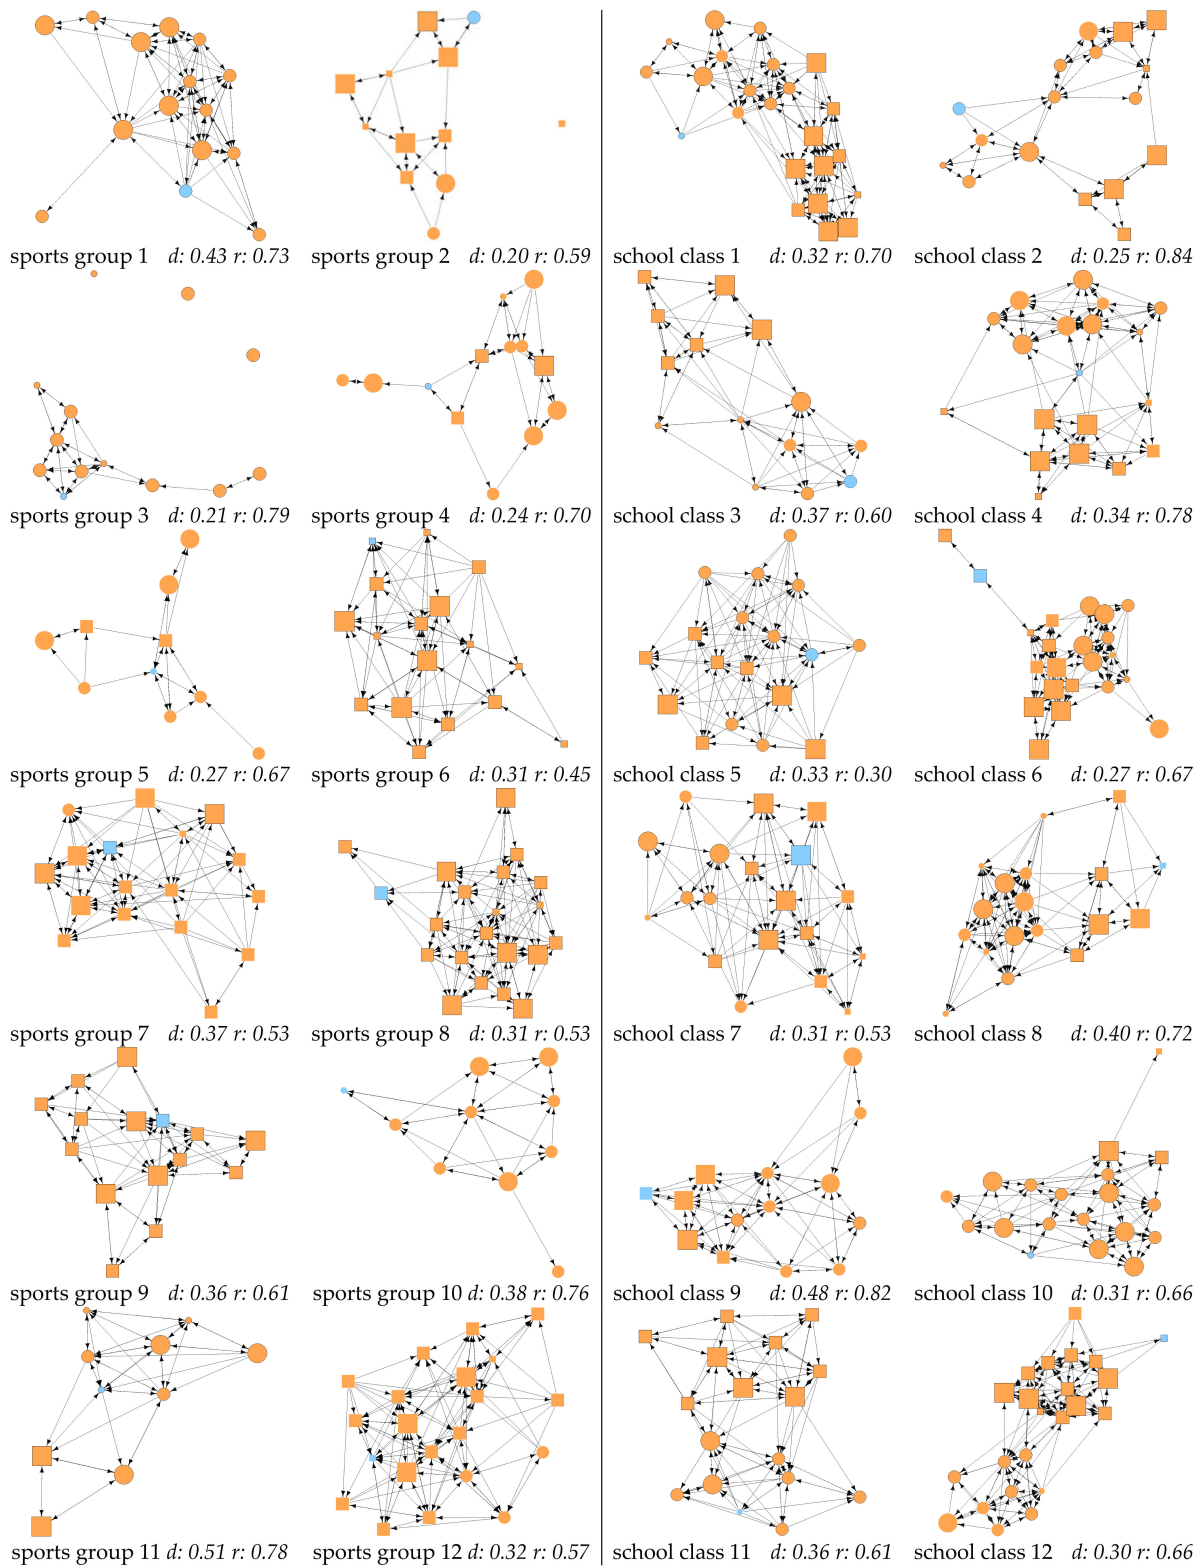 sports group 1 d: 0.43 r: 0.73
sports group 2 d: 0.20 r: 0.59
school class 1 d: 0.32 r: 0.70
school class 2 d: 0.25 r: 0.84
sports group 3 d: 0.21 r: 0.79
sports group 4 d: 0.24 r: 0.70
school class 3 d: 0.37 r: 0.60
school class 4 d: 0.34 r: 0.78
sports group 5 d: 0.27 r: 0.67
sports group 6 d: 0.31 r: 0.45
school class 5 d: 0.33 r: 0.30
school class 6 d: 0.27 r: 0.67
sports group 7 d: 0.37 r: 0.53
sports group 8 d: 0.31 r: 0.53
school class 7 d: 0.31 r: 0.53
school class 8 d: 0.40 r: 0.72
sports group 9 d: 0.36 r: 0.61
sports group 10 d: 0.38 r: 0.76
school class 9 d: 0.48 r: 0.82
school class 10 d: 0.31 r: 0.66
sports group 11 d: 0.51 r: 0.78
sports group 12 d: 0.32 r: 0.57
school class 11 d: 0.36 r: 0.61
school class 12 d: 0.30 r: 0.66